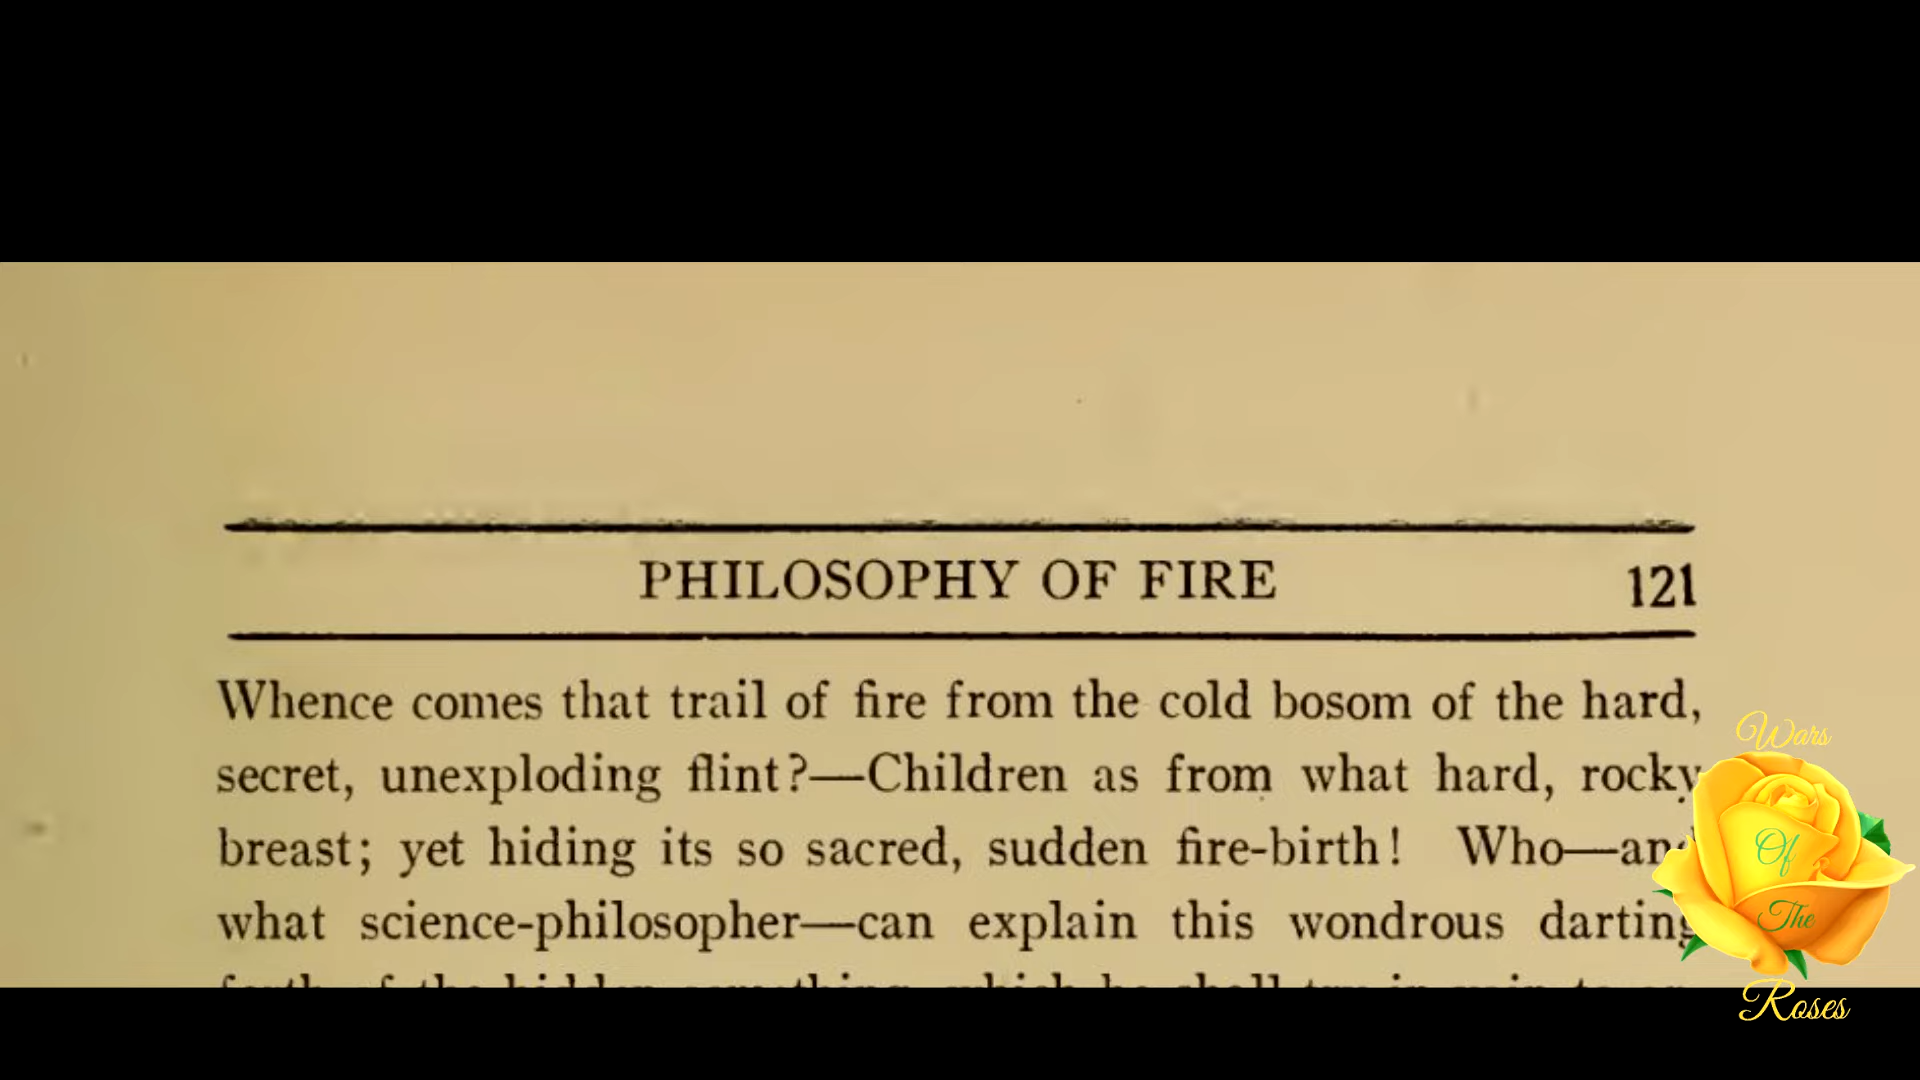 PHILOSOPHY OF FIRE 121
Whence comes that trail of fire from the cold bosom of the hard,
secret, unexploding flint?—Children as from what hard, rocky
breast; yet hiding its so sacred, sudden fire-birth! Who—and
what science-philosopher—can explain this wondrous darting
Wars
Of
The
Roses